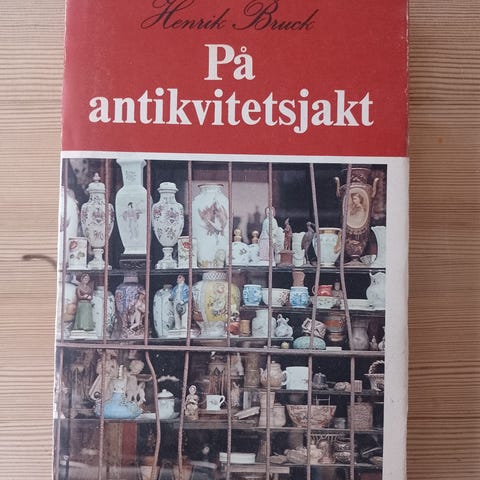 Henrik Bruck
På
antikvitetsjakt